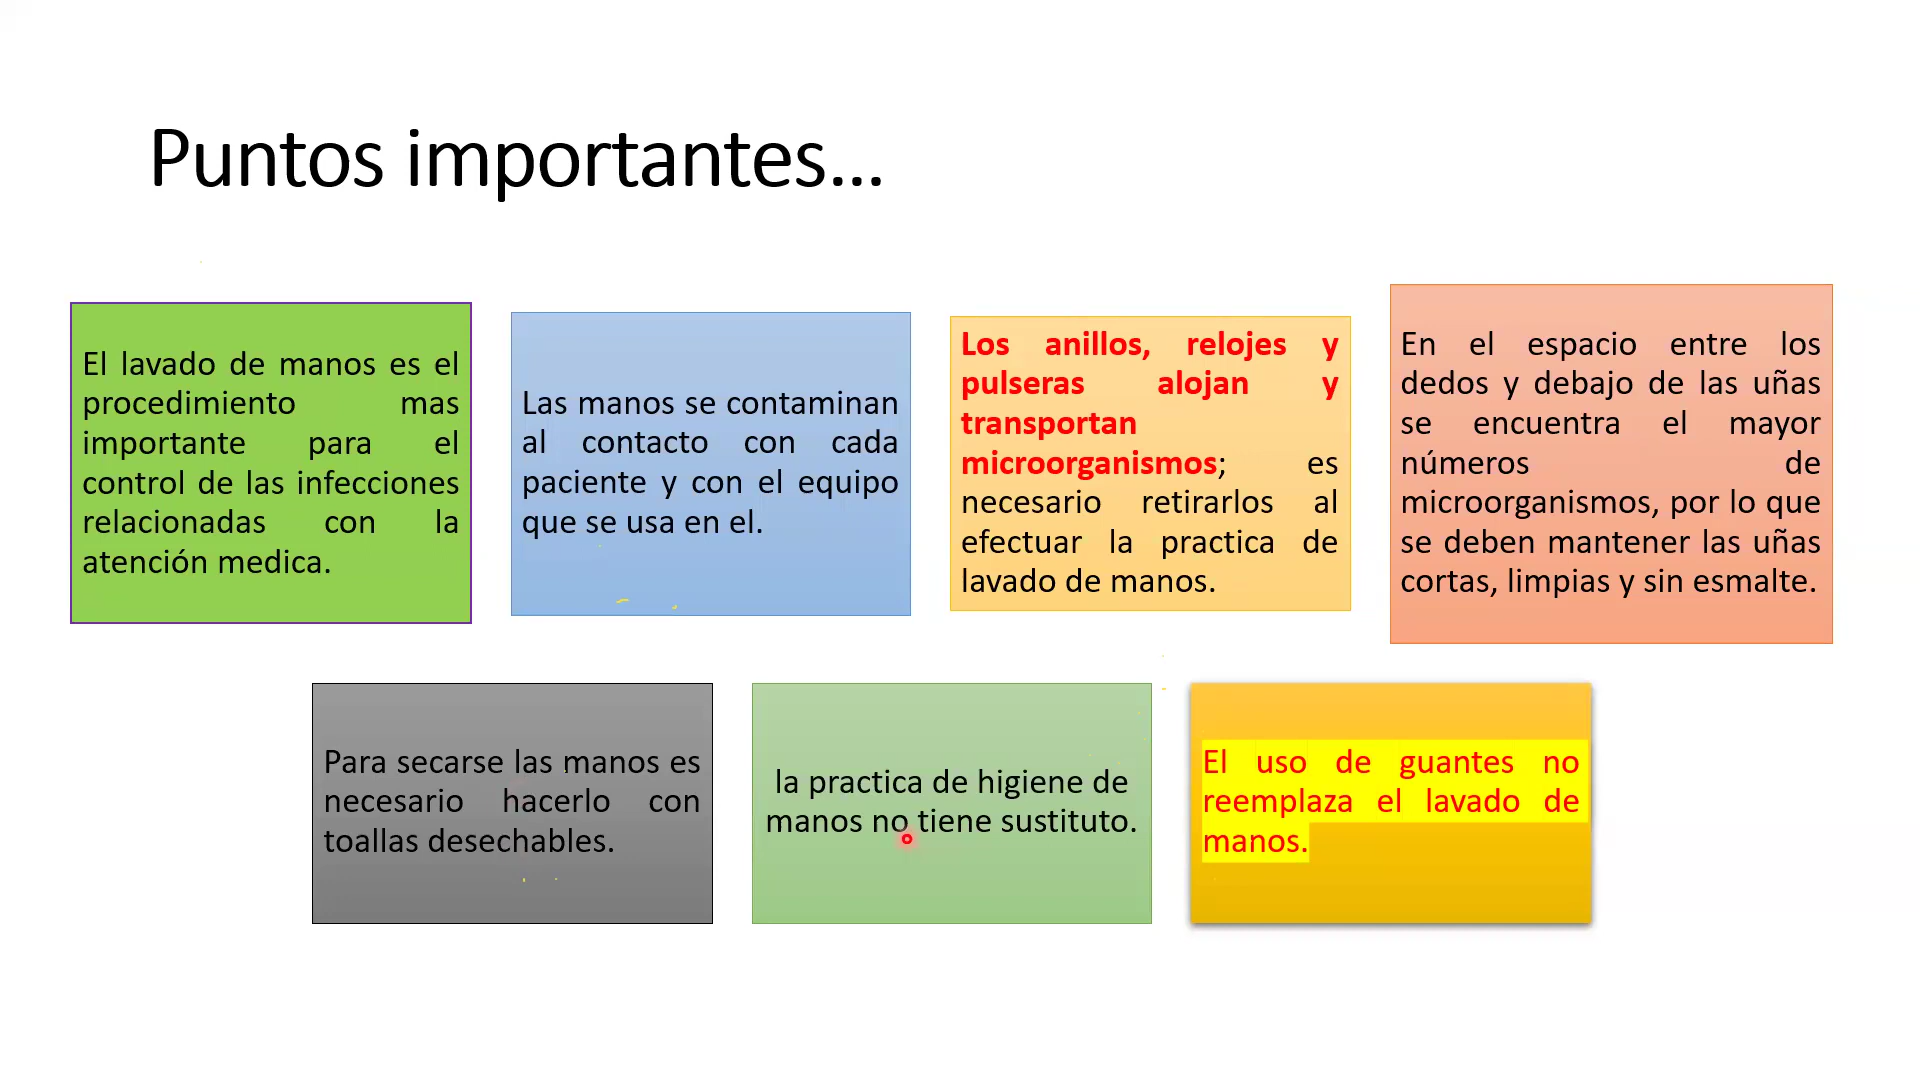 Puntos importantes...
El lavado de manos es el
procedimiento mas
importante para el
control de las infecciones
relacionadas con la
atención medica.
Las manos se contaminan
al contacto con cada
paciente y con el equipo
que se usa en el.
Los anillos, relojes y
pulseras alojan y
transportan
microorganismos; es
necesario retirarlos al
efectuar la practica de
lavado de manos.
En el espacio entre los
dedos y debajo de las uñas
se encuentra el mayor
números de
microorganismos, por lo que
se deben mantener las uñas
cortas, limpias y sin esmalte.
Para secarse las manos es
necesario hacerlo con
toallas desechables.
la practica de higiene de
manos no tiene sustituto.
El uso de guantes no
reemplaza el lavado de
manos.